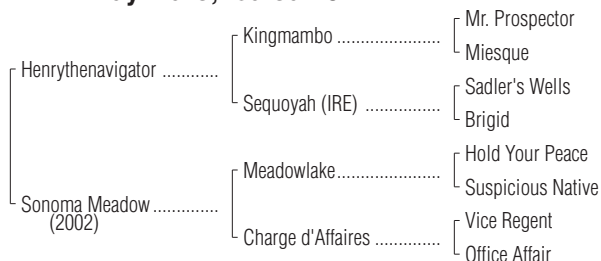 Kingmambo ..................
Mr. Prospector
Miesque
Henrythenavigator ............
Sequoyah (IRE) .................
Sadler's Wells
Brigid
Meadowlake.......................
Hold Your Peace
Suspicious Native
Sonoma Meadow..............
(2002)
Charge d'Affaires ................
Vice Regent
Office Affair